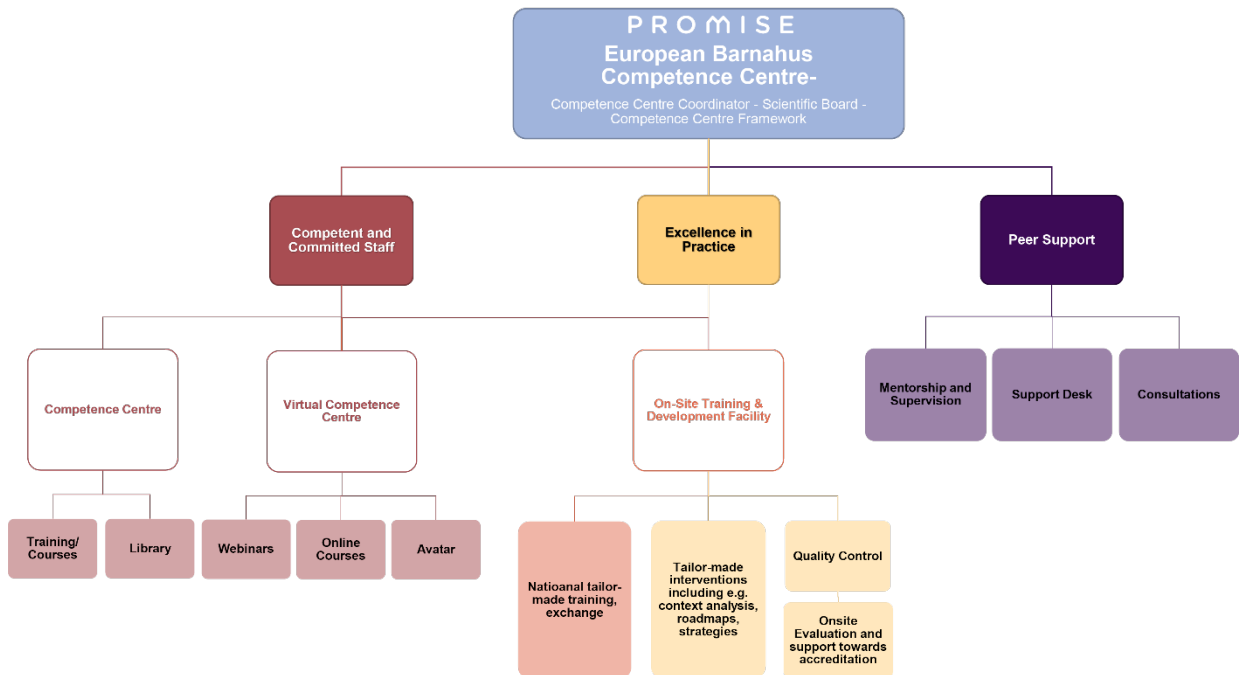 PROMISE
European Barnahus
Competence Centre-
Competence Centre Coordinator - Scientific Board -
Competence Centre Framework
Competent and
Committed Staff
Excellence in
Practice
Peer Support
Competence Centre
Virtual Competence
Centre
On-Site Training &
Development Facility
Mentorship and
Supervision
Support Desk
Consultations
Training/
Courses
Library
Webinars
Online
Courses
Avatar
Natioanal tailor-
made training,
exchange
Tailor-made
interventions
including e.g.
context analysis,
roadmaps,
strategies
Quality Control
Onsite
Evaluation and
support towards
accreditation